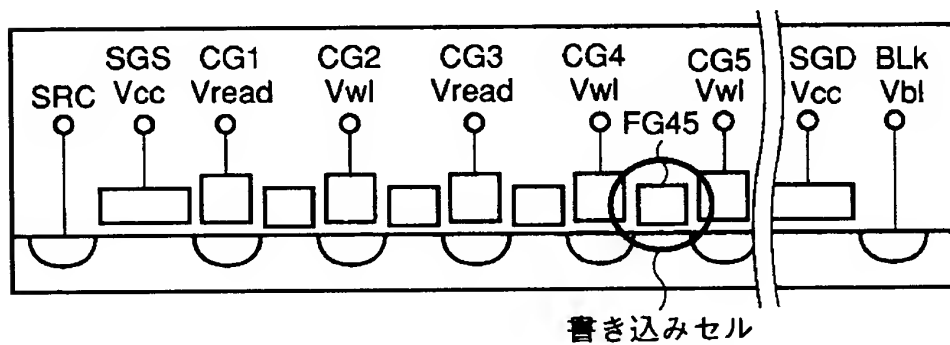 SRC
SGS
Vcc
CG1
Vread
CG2
Vwl
CG3
Vread
CG4
Vwl
FG45
CG5
Vwl
SGD
Vcc
BLk
Vbl
書き込みセル